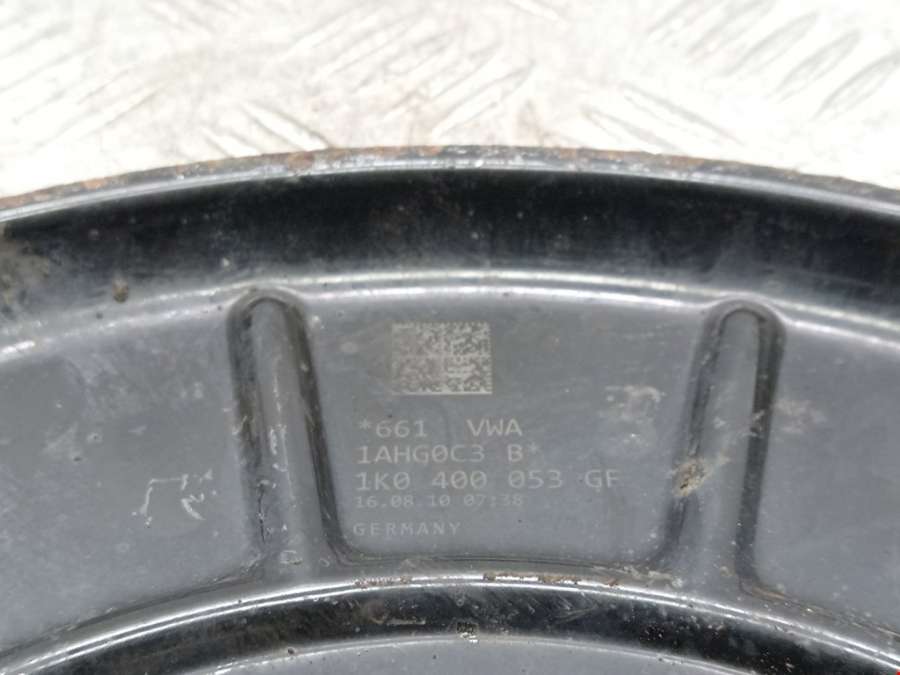 *661 VWA
1AHG0C3 B*
1K0 400 053 GF
16.08.10 07:38
GERMANY